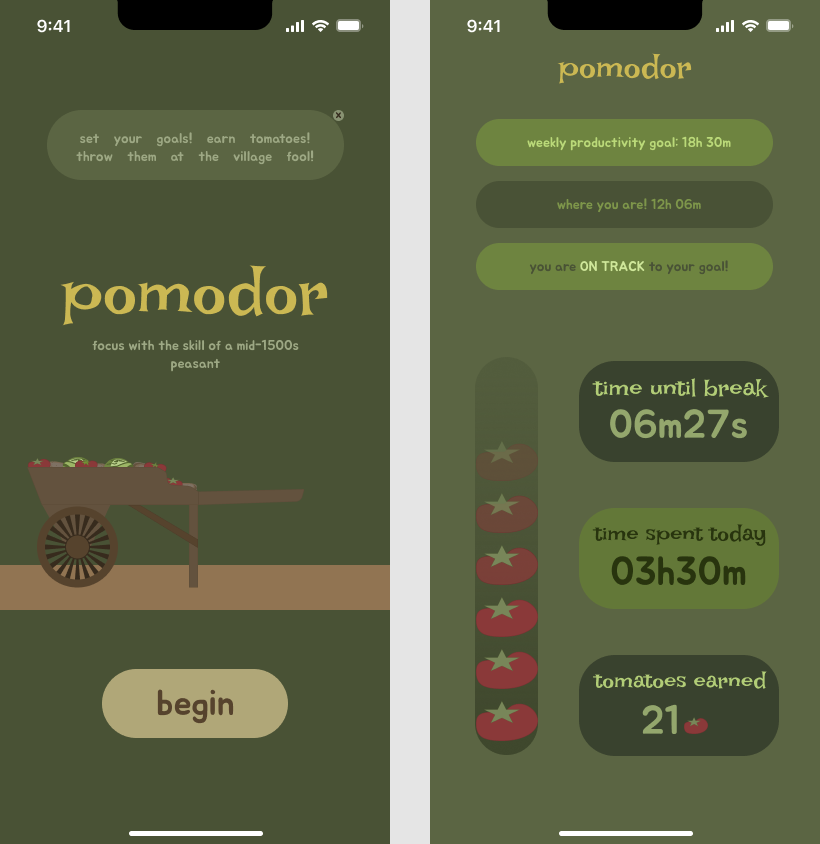 9:41
set your goals! earn tomatoes!
throw them at the village fool!
pomodor
focus with the skill of a mid-1500s
peasant
begin
9:41
pomodor
weekly productivity goal: 18h 30m
where you are! 12h 06m
you are ON TRACK to your goal!
time until break
06m27s
time spent today
03h30m
tomatoes earned
21